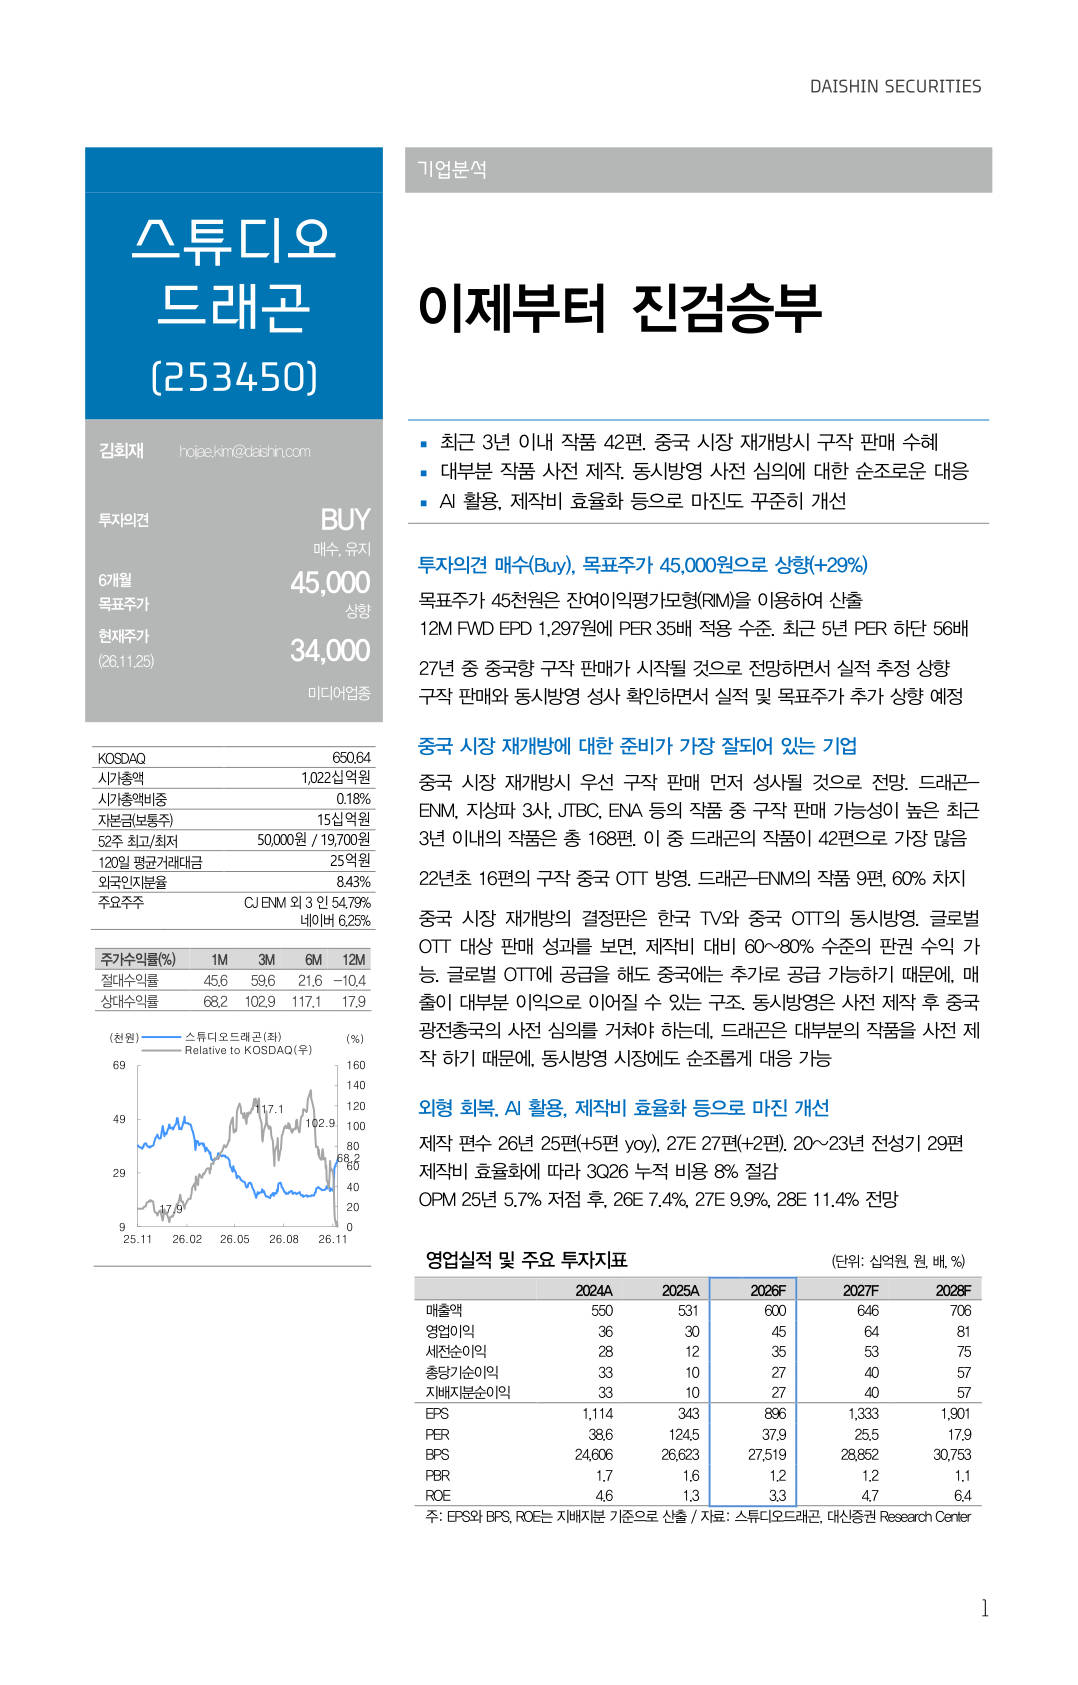 DAISHIN SECURITIES
기업분석
스튜디오
드래곤
(253450)
이제부터 진검승부
김회재 hoijae.kim@daishin.com
투자의견 BUY
매수, 유지
6개월
목표주가 45,000
상향
현재주가
(26.11.25) 34,000
미디어업종
▪ 최근 3년 이내 작품 42편. 중국 시장 재개방시 구작 판매 수혜
▪ 대부분 작품 사전 제작. 동시방영 사전 심의에 대한 순조로운 대응
▪ AI 활용, 제작비 효율화 등으로 마진도 꾸준히 개선
KOSDAQ 650.64
시가총액 1,022십억원
시가총액비중 0.18%
자본금(보통주) 15십억원
52주 최고/최저 50,000원 / 19,700원
120일 평균거래대금 25억원
외국인지분율 8.43%
주요주주 CJ ENM 외 3 인 54.79%
네이버 6.25%
주가수익률(%) 1M 3M 6M 12M
절대수익률 45.6 59.6 21.6 -10.4
상대수익률 68.2 102.9 117.1 17.9
(천원) 스튜디오드래곤(좌) (%)
Relative to KOSDAQ(우)
69 160
140
49 117.1 120
102.9 100
80
29 68.2 60
40
17.9 20
9 0
25.11 26.02 26.05 26.08 26.11
투자의견 매수(Buy), 목표주가 45,000원으로 상향(+29%)
목표주가 45천원은 잔여이익평가모형(RIM)을 이용하여 산출
12M FWD EPD 1,297원에 PER 35배 적용 수준. 최근 5년 PER 하단 56배
27년 중 중국향 구작 판매가 시작될 것으로 전망하면서 실적 추정 상향
구작 판매와 동시방영 성사 확인하면서 실적 및 목표주가 추가 상향 예정
중국 시장 재개방에 대한 준비가 가장 잘되어 있는 기업
중국 시장 재개방시 우선 구작 판매 먼저 성사될 것으로 전망. 드래곤-
ENM, 지상파 3사, JTBC, ENA 등의 작품 중 구작 판매 가능성이 높은 최근
3년 이내의 작품은 총 168편. 이 중 드래곤의 작품이 42편으로 가장 많음
22년초 16편의 구작 중국 OTT 방영. 드래곤-ENM의 작품 9편, 60% 차지
중국 시장 재개방의 결정판은 한국 TV와 중국 OTT의 동시방영. 글로벌
OTT 대상 판매 성과를 보면, 제작비 대비 60~80% 수준의 판권 수익 가
능. 글로벌 OTT에 공급을 해도 중국에는 추가로 공급 가능하기 때문에, 매
출이 대부분 이익으로 이어질 수 있는 구조. 동시방영은 사전 제작 후 중국
광전총국의 사전 심의를 거쳐야 하는데, 드래곤은 대부분의 작품을 사전 제
작 하기 때문에, 동시방영 시장에도 순조롭게 대응 가능
외형 회복, AI 활용, 제작비 효율화 등으로 마진 개선
제작 편수 26년 25편(+5편 yoy), 27E 27편(+2편). 20~23년 전성기 29편
제작비 효율화에 따라 3Q26 누적 비용 8% 절감
OPM 25년 5.7% 저점 후, 26E 7.4%, 27E 9.9%, 28E 11.4% 전망
영업실적 및 주요 투자지표 (단위: 십억원, 원, 배, %)
2024A 2025A 2026F 2027F 2028F
매출액 550 531 600 646 706
영업이익 36 30 45 64 81
세전순이익 28 12 35 53 75
총당기순이익 33 10 27 40 57
지배지분순이익 33 10 27 40 57
EPS 1,114 343 896 1,333 1,901
PER 38.6 124.5 37.9 25.5 17.9
BPS 24,606 26,623 27,519 28,852 30,753
PBR 1.7 1.6 1.2 1.2 1.1
ROE 4.6 1.3 3.3 4.7 6.4
주: EPS와 BPS, ROE는 지배지분 기준으로 산출 / 자료: 스튜디오드래곤, 대신증권 Research Center
1